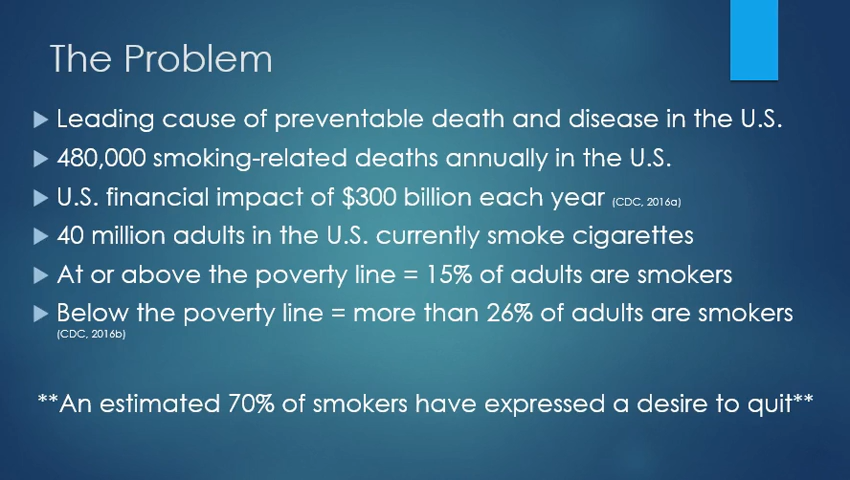 The Problem
Leading cause of preventable death and disease in the U.S.
480,000 smoking-related deaths annually in the U.S.
U.S. financial impact of $300 billion each year (CDC, 2016a)
40 million adults in the U.S. currently smoke cigarettes
At or above the poverty line = 15% of adults are smokers
Below the poverty line = more than 26% of adults are smokers
(CDC, 2016b)
**An estimated 70% of smokers have expressed a desire to quit**